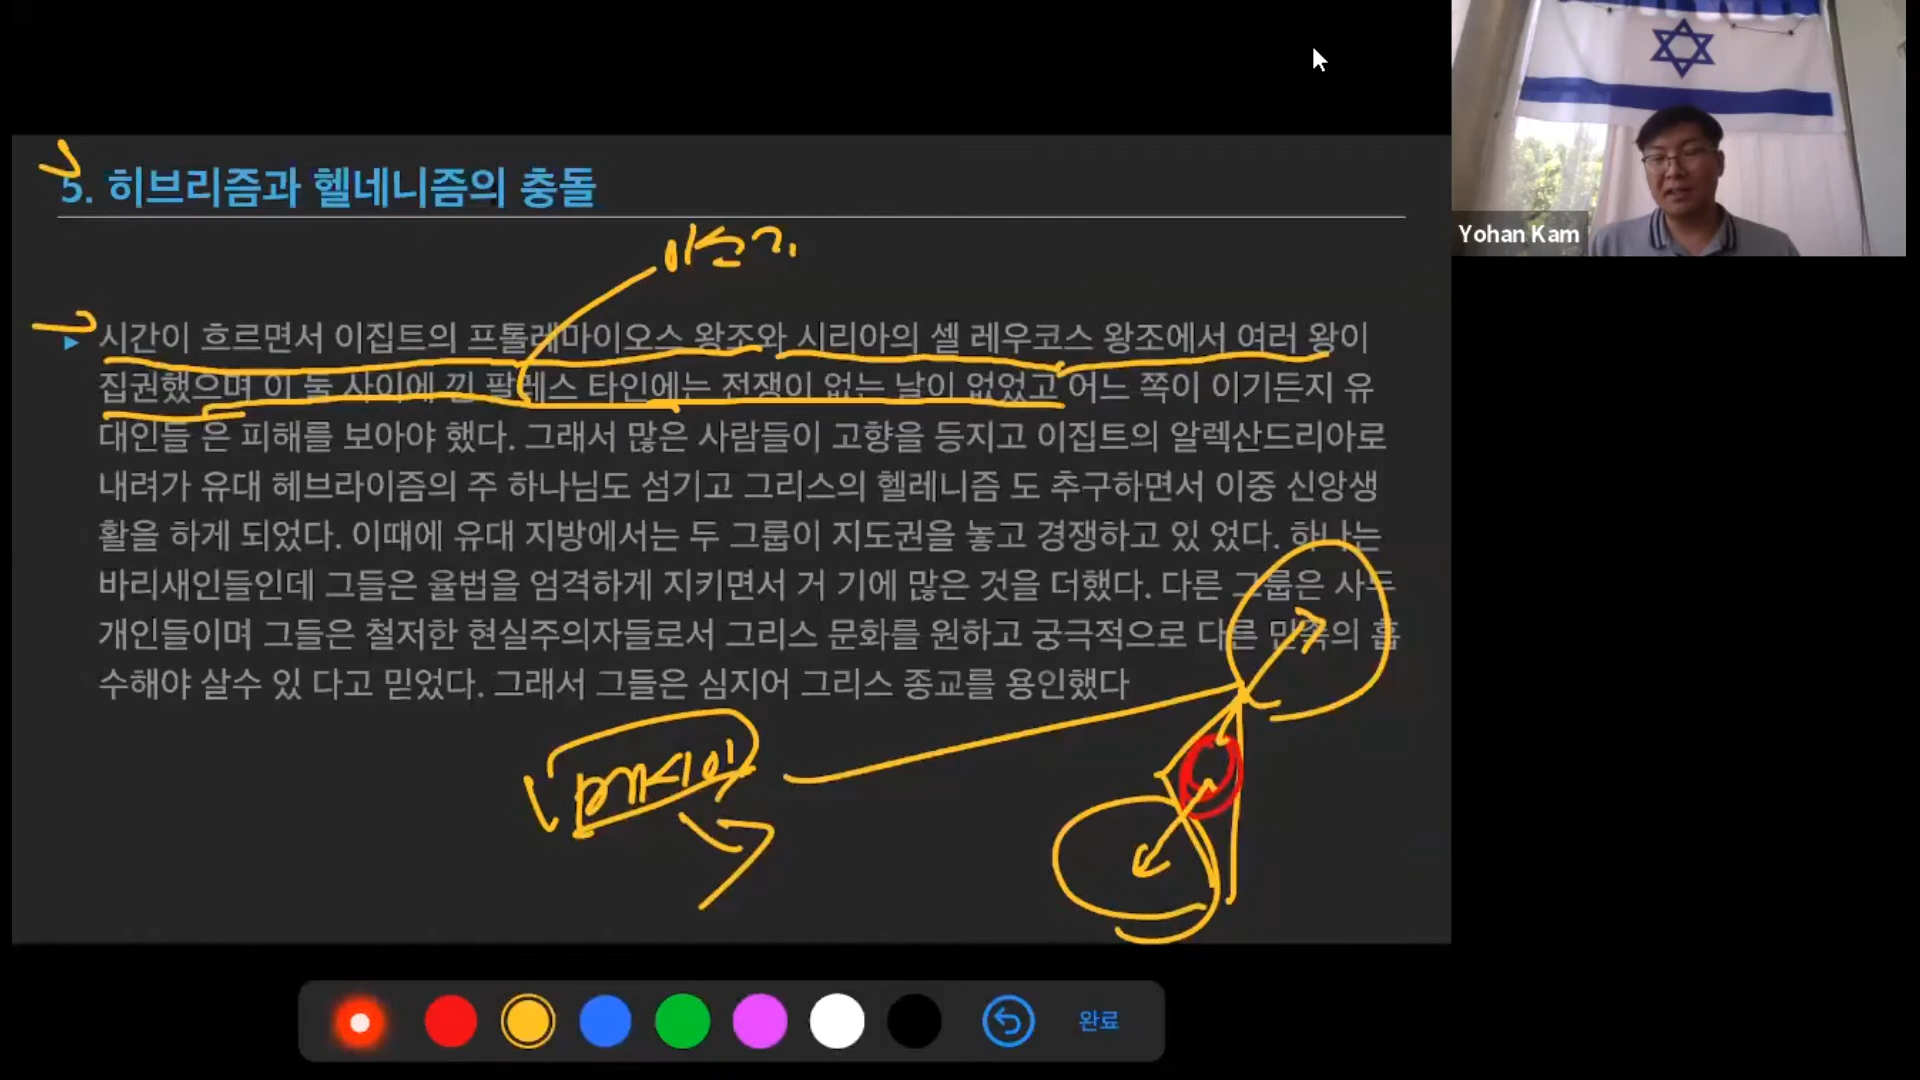 5. 히브리즘과 헬네니즘의 충돌
시간이 흐르면서 이집트의 프톨레마이오스 왕조와 시리아의 셀 레우코스 왕조에서 여러 왕이
집권했으며 이 둘 사이에 낀 팔레스 타인에는 전쟁이 없는 날이 없었고 어느 쪽이 이기든지 유
대인들 은 피해를 보아야 했다. 그래서 많은 사람들이 고향을 등지고 이집트의 알렉산드리아로
내려가 유대 헤브라이즘의 주 하나님도 섬기고 그리스의 헬레니즘 도 추구하면서 이중 신앙생
활을 하게 되었다. 이때에 유대 지방에서는 두 그룹이 지도권을 놓고 경쟁하고 있 었다. 하나는
바리새인들인데 그들은 율법을 엄격하게 지키면서 거 기에 많은 것을 더했다. 다른 그룹은 사두
개인들이며 그들은 철저한 현실주의자들로서 그리스 문화를 원하고 궁극적으로 다른 민족의 흡
수해야 살수 있 다고 믿었다. 그래서 그들은 심지어 그리스 종교를 용인했다
메시아
Yohan Kam
완료